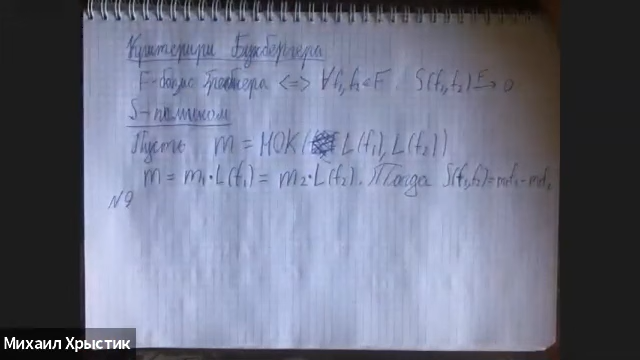 Критерий Бухбергера
F-базис Грёбнера <=> ∀f₁,f₂∈F. S(f₁,f₂) F→ 0
S-полином
Пусть m = НОК( L(f₁), L(f₂))
m = m₁·L(f₁) = m₂·L(f₂). Тогда S(f₁,f₂)=m₁f₁-m₂f₂
№9
Михаил Хрыстик